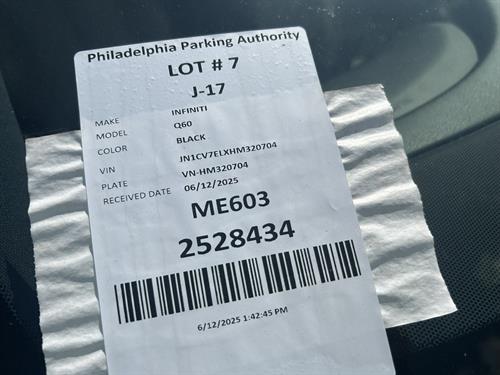 Philadelphia Parking Authority
LOT # 7
J-17
MAKE INFINITI
MODEL Q60
COLOR BLACK
VIN JN1CV7ELXHM320704
PLATE VN-HM320704
RECEIVED DATE 06/12/2025
ME603
2528434
6/12/2025 1:42:45 PM